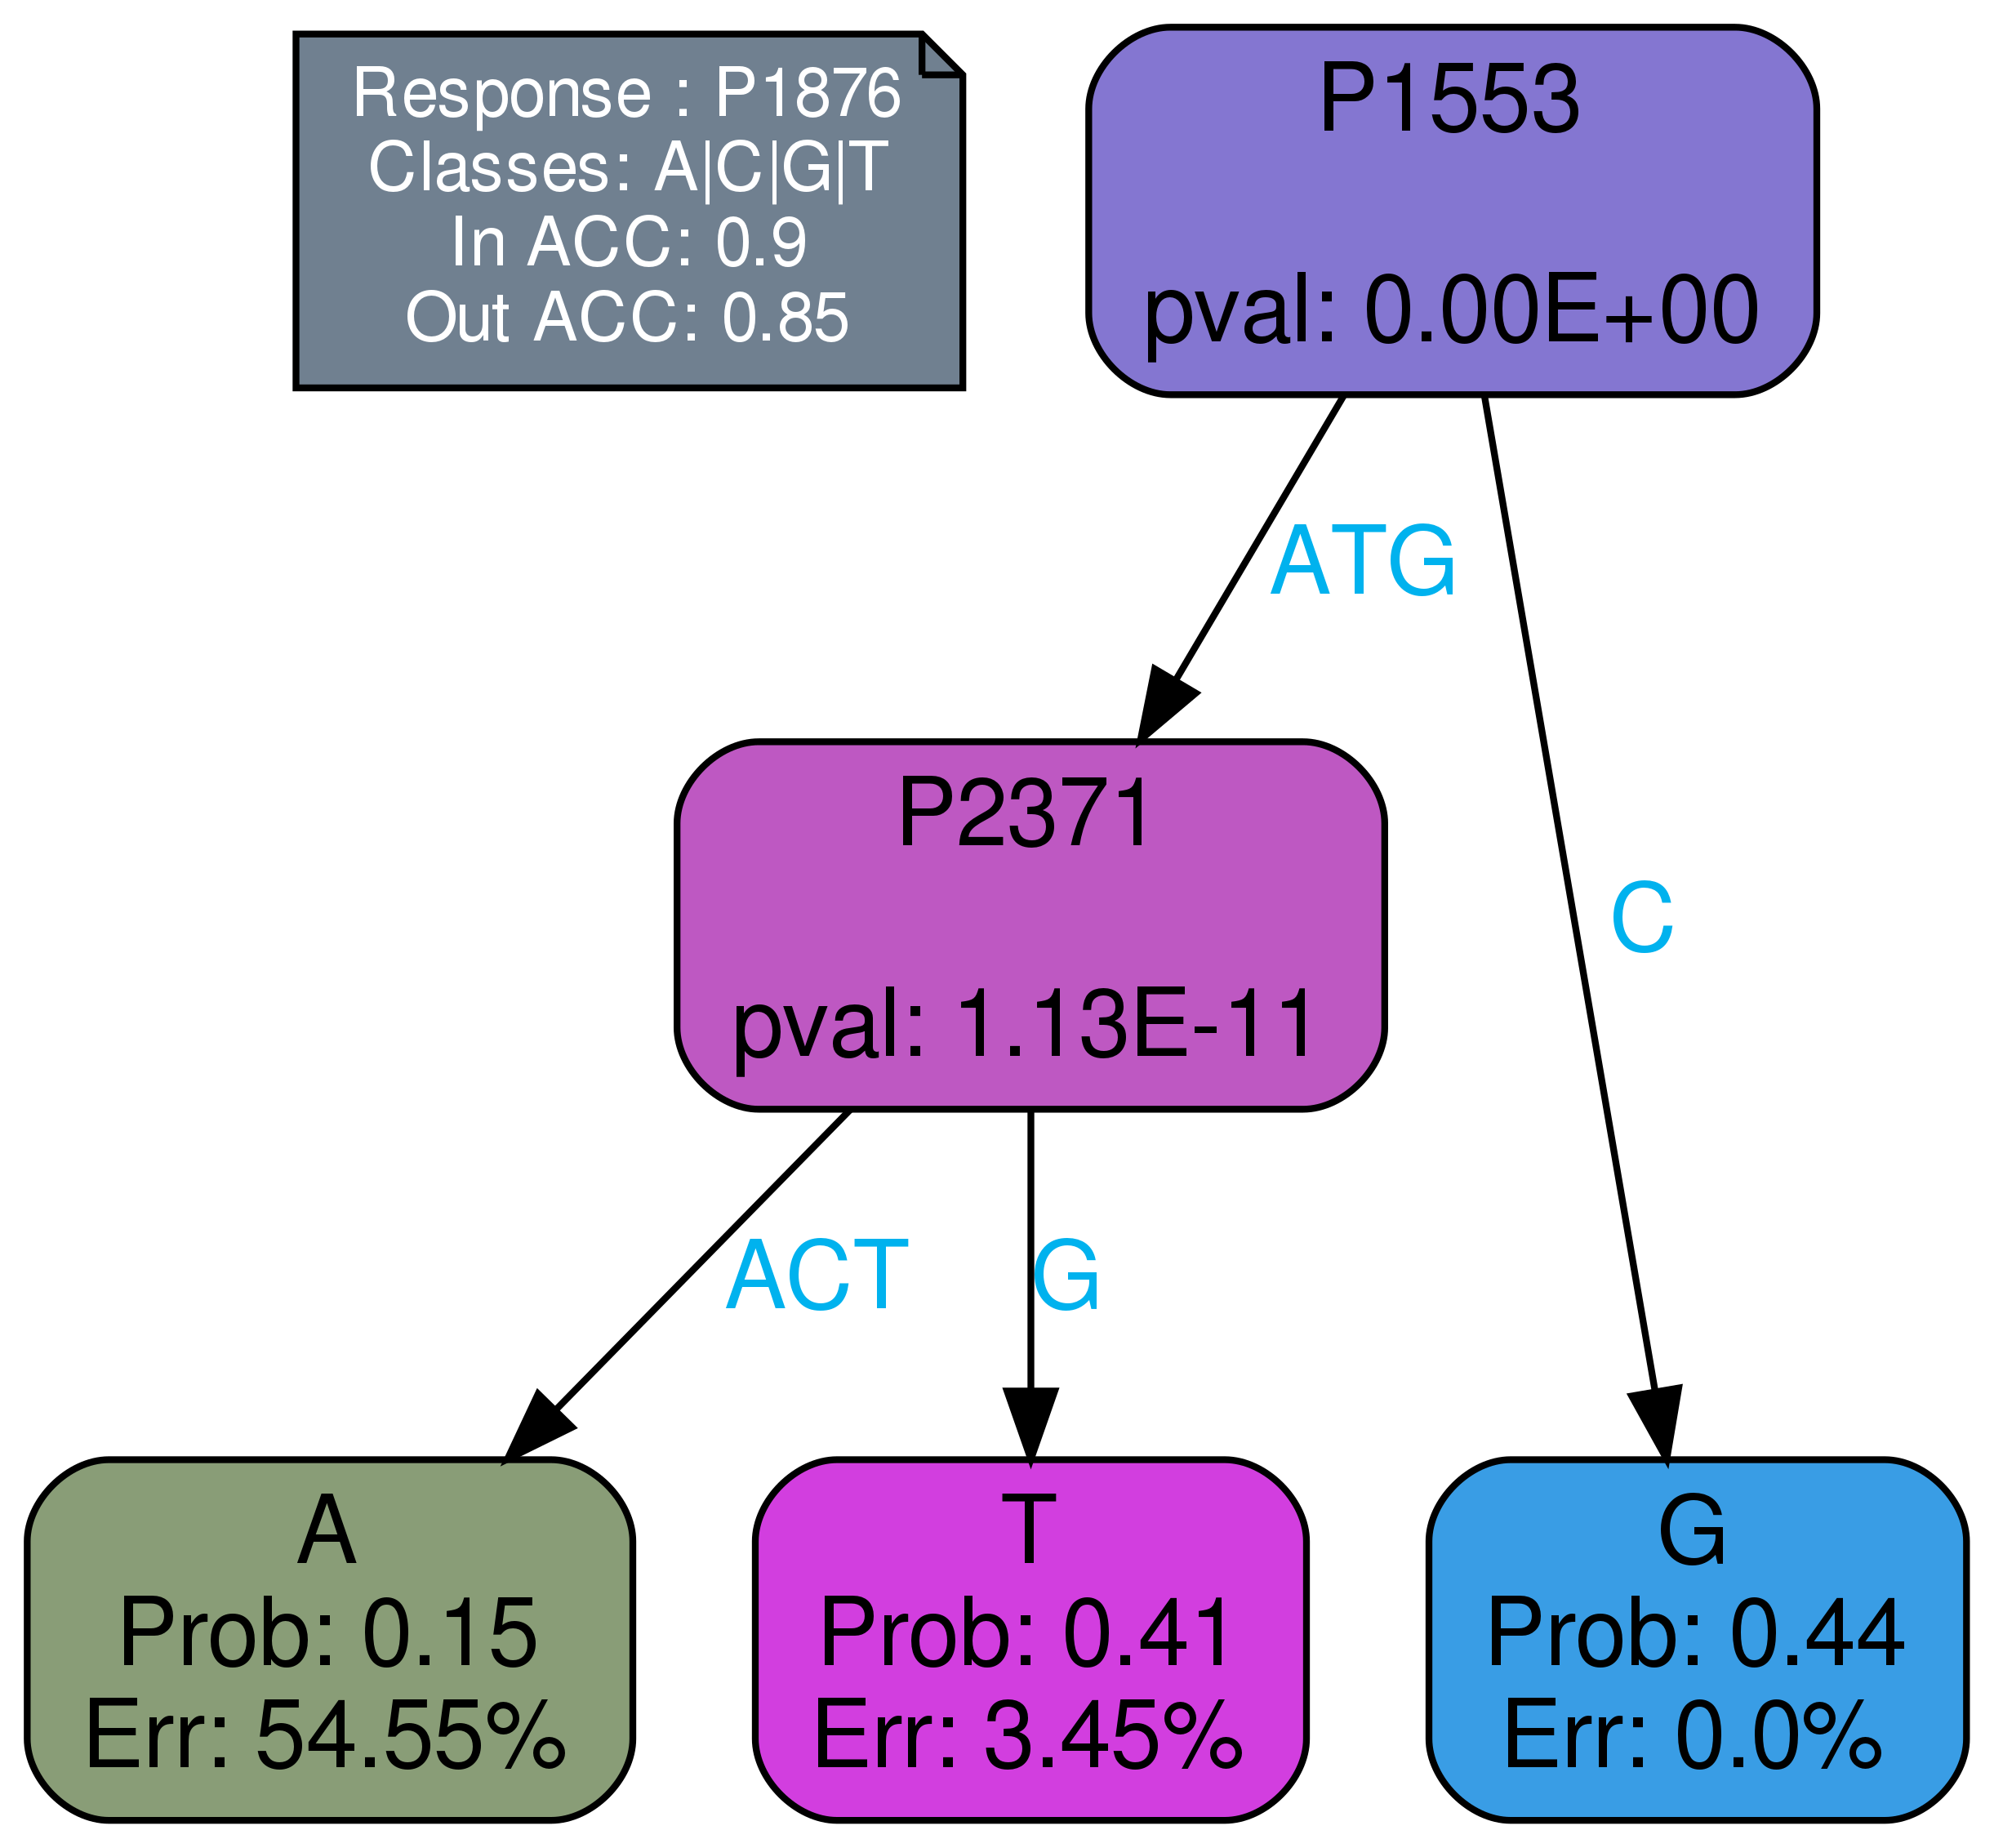 Response : P1876
Classes: A|C|G|T
In ACC: 0.9
Out ACC: 0.85
P1553
pval: 0.00E+00
ATG
C
P2371
pval: 1.13E-11
ACT
G
A
Prob: 0.15
Err: 54.55%
T
Prob: 0.41
Err: 3.45%
G
Prob: 0.44
Err: 0.0%